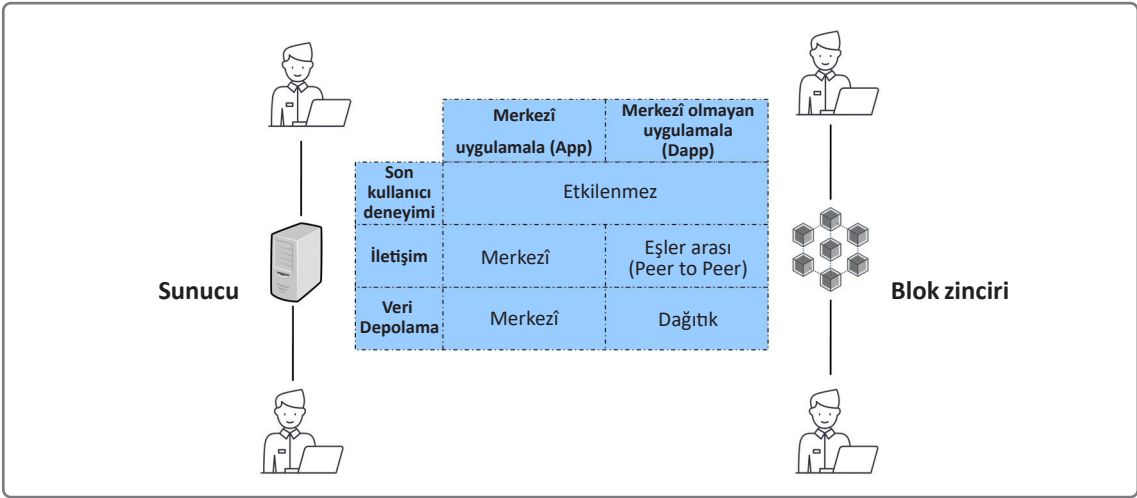 Merkezî
uygulamala (App)
Merkezî olmayan
uygulamala
(Dapp)
Son
kullanıcı
deneyimi
Etkilenmez
İletişim
Merkezî
Eşler arası
(Peer to Peer)
Sunucu
Blok zinciri
Veri
Depolama
Merkezî
Dağıtık